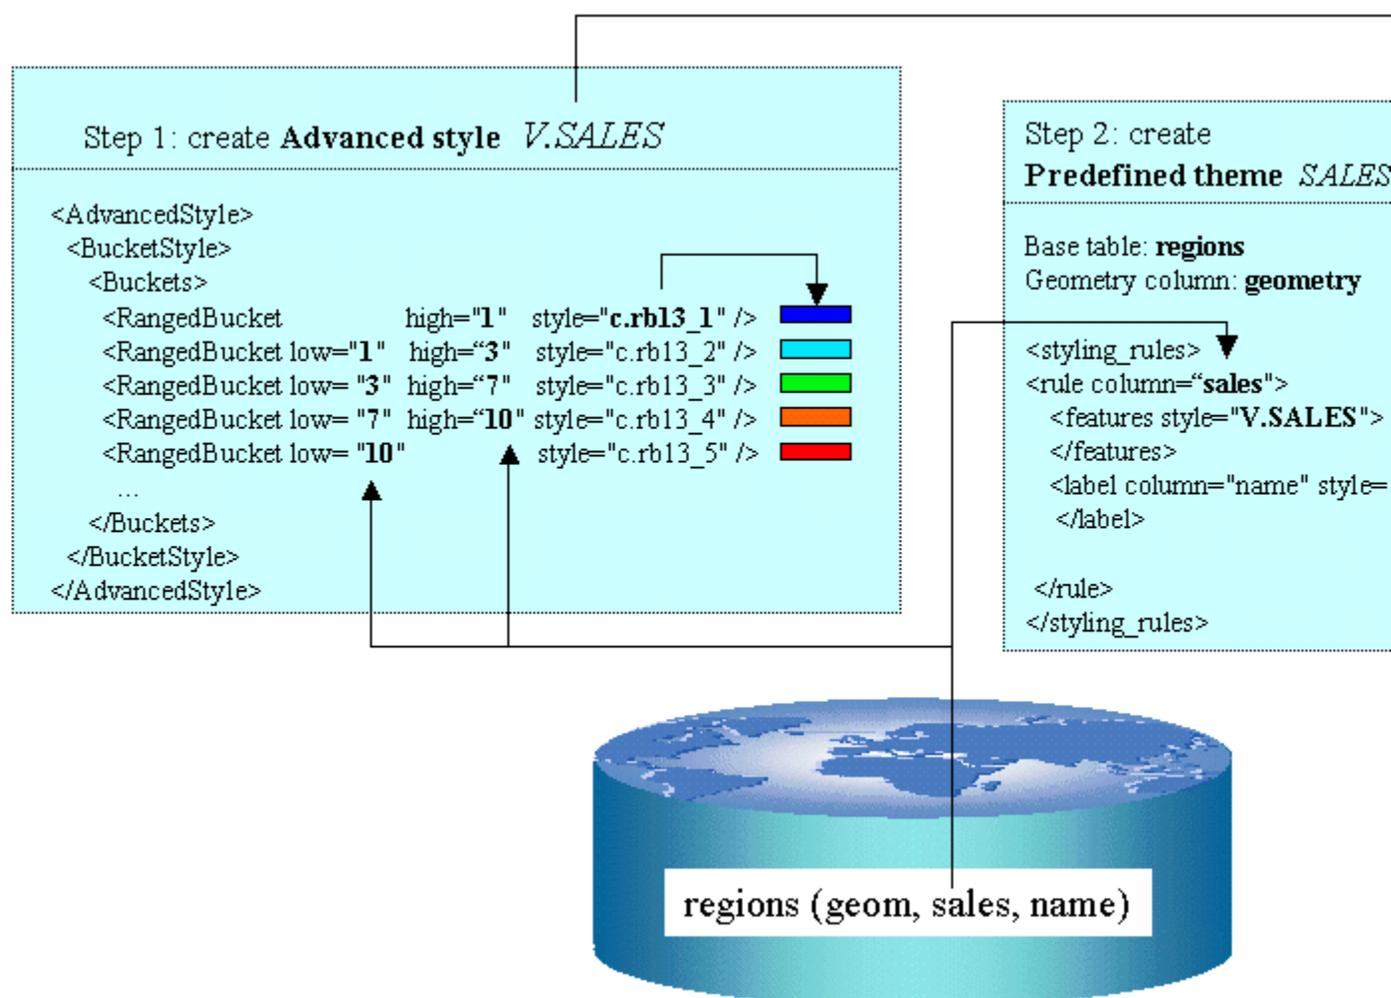 Step 1: create Advanced style V.SALES
<AdvancedStyle>
<BucketStyle>
<Buckets>
<RangedBucket high="1" style="c.rb13_1" />
<RangedBucket low="1" high=“3" style="c.rb13_2" />
<RangedBucket low= "3" high=“7" style="c.rb13_3" />
<RangedBucket low= "7" high=“10" style="c.rb13_4" />
<RangedBucket low= "10" style="c.rb13_5" />
...
</Buckets>
</BucketStyle>
</AdvancedStyle>
Step 2: create
Predefined theme SALES
Base table: regions
Geometry column: geometry
<styling_rules>
<rule column=“sales">
<features style="V.SALES">
</features>
<label column="name" style=
</label>
</rule>
</styling_rules>
regions (geom, sales, name)